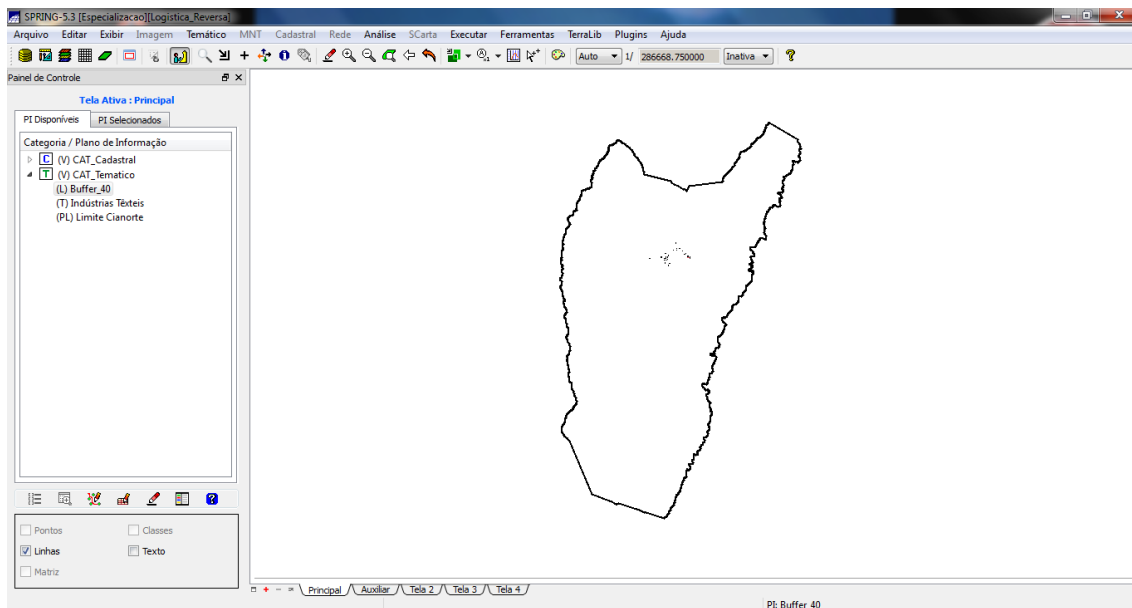 SPRING-5.3 [Especializacao][Logistica_Reversa]
Arquivo Editar Exibir Imagem Temático MNT Cadastral Rede Análise SCarta Executar Ferramentas TerraLib Plugins Ajuda
Auto 1/ 286668.750000 Inativa
Painel de Controle
Tela Ativa : Principal
PI Disponíveis PI Selecionados
Categoria / Plano de Informação
C (V) CAT_Cadastral
T (V) CAT_Tematico
(L) Buffer_40
(T) Indústrias Têxteis
(PL) Limite Cianorte
Pontos Classes
Linhas Texto
Matriz
Principal Auxiliar Tela 2 Tela 3 Tela 4
PI: Buffer_40